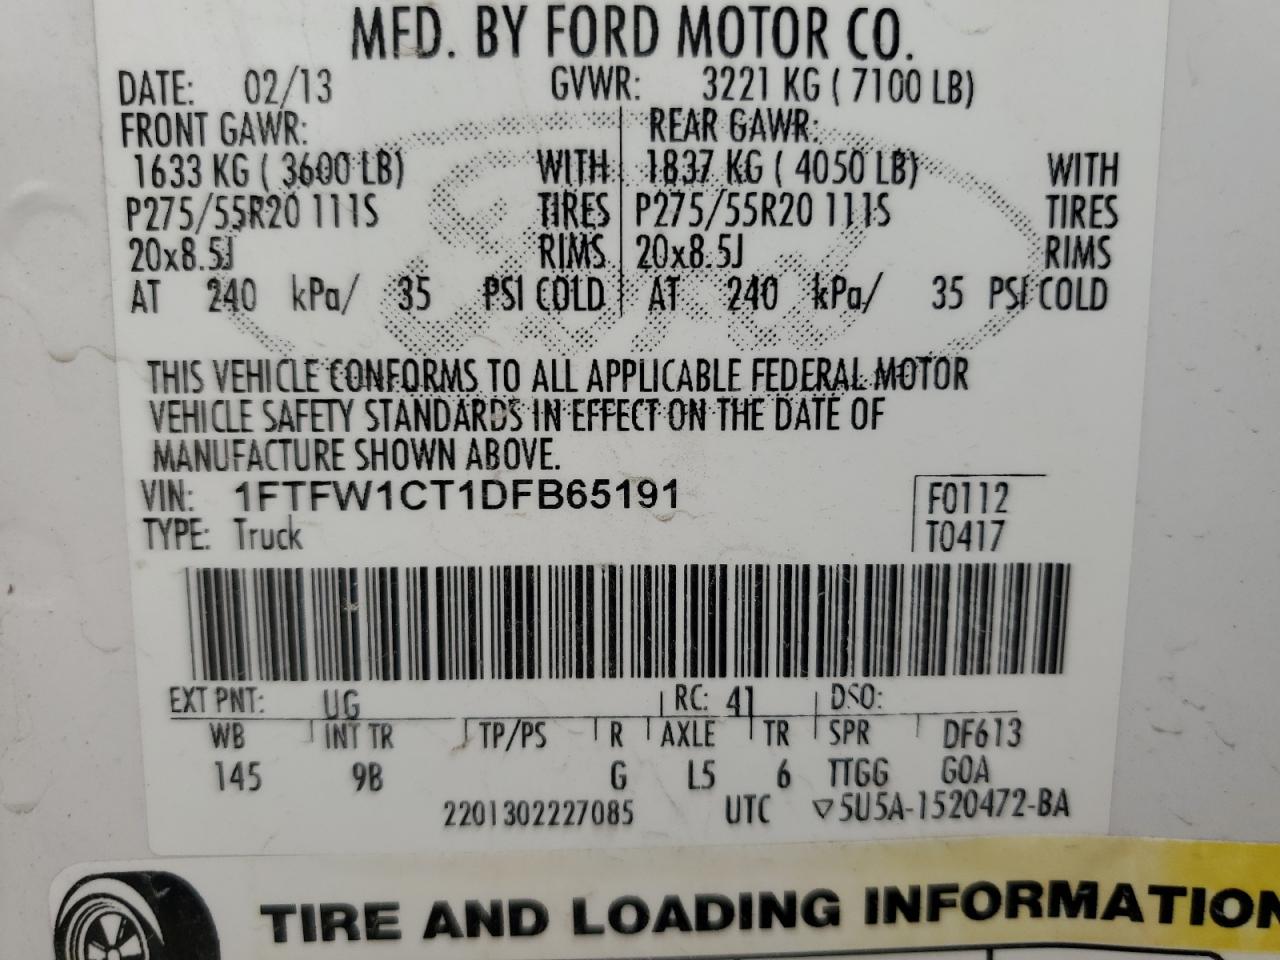 MFD. BY FORD MOTOR CO.
DATE: 02/13 GVWR: 3221 KG ( 7100 LB)
FRONT GAWR: REAR GAWR:
1633 KG ( 3600 LB) WITH 1837 KG ( 4050 LB) WITH
P275/55R20 111S TIRES P275/55R20 111S TIRES
20x8.5J RIMS 20x8.5J RIMS
AT 240 kPa/ 35 PSI COLD AT 240 kPa/ 35 PSI COLD
THIS VEHICLE CONFORMS TO ALL APPLICABLE FEDERAL MOTOR
VEHICLE SAFETY STANDARDS IN EFFECT ON THE DATE OF
MANUFACTURE SHOWN ABOVE.
VIN: 1FTFW1CT1DFB65191 F0112
TYPE: Truck T0417
EXT PNT: UG RC: 41 DSO:
WB INT TR TP/PS R AXLE TR SPR DF613
145 9B G L5 6 TTGG GOA
2201302227085 UTC ▽5U5A-1520472-BA
TIRE AND LOADING INFORMATION